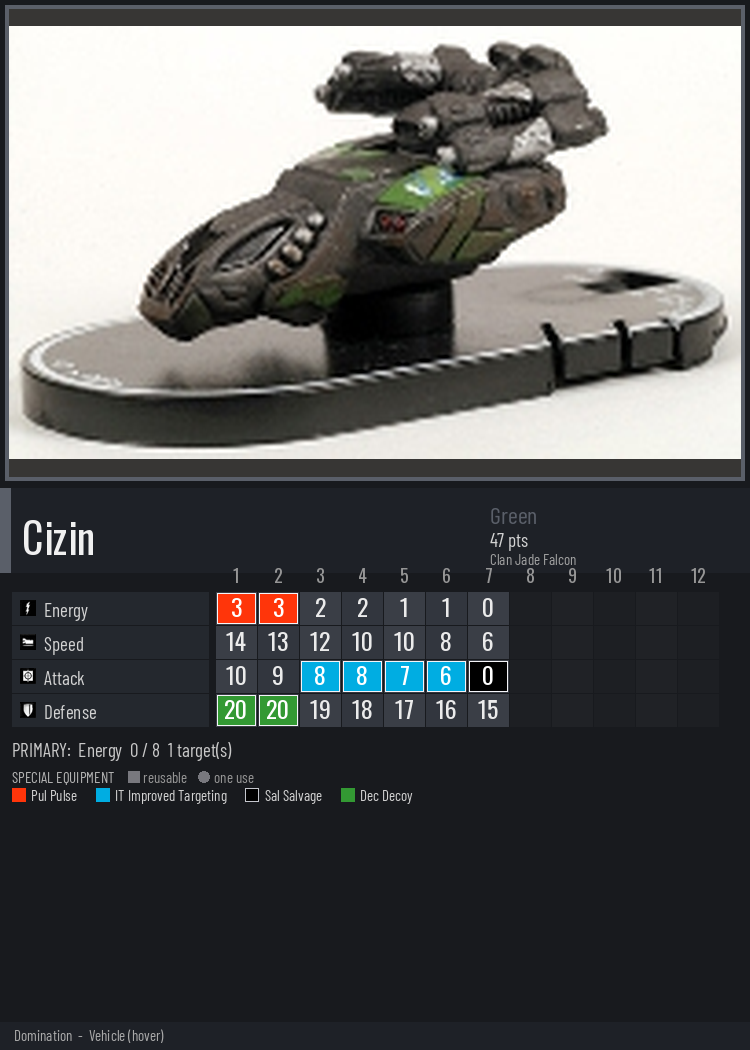 Cizin
Green
47 pts
Clan Jade Falcon
1 2 3 4 5 6 7 8 9 10 11 12
Energy 3 3 2 2 1 1 0
Speed 14 13 12 10 10 8 6
Attack 10 9 8 8 7 6 0
Defense 20 20 19 18 17 16 15
PRIMARY: Energy 0 / 8 1 target(s)
SPECIAL EQUIPMENT reusable one use
Pul Pulse IT Improved Targeting Sal Salvage Dec Decoy
Domination - Vehicle (hover)